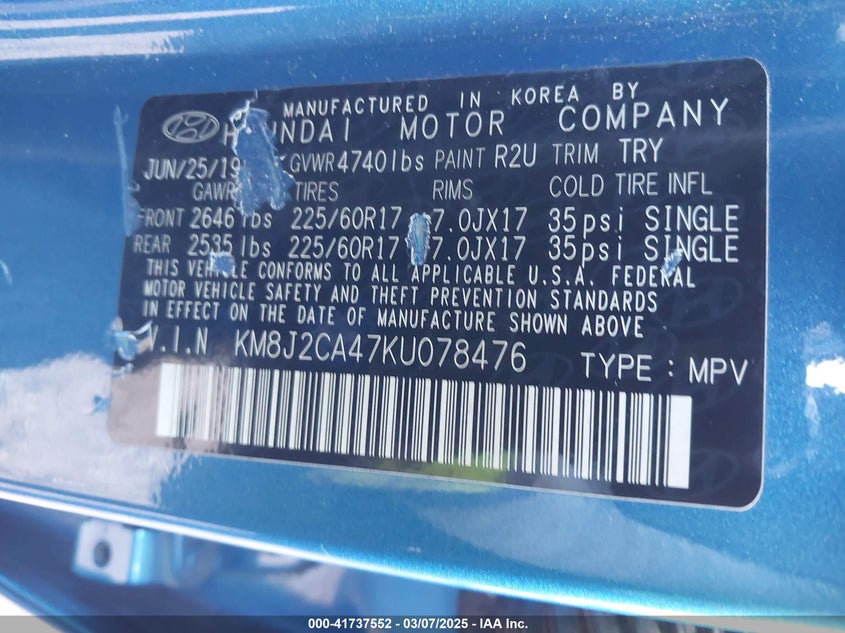 MANUFACTURED IN KOREA BY
MOTOR COMPANY
JUN/25/19 GVWR 4740lbs PAINT R2U TRIM TRY
GAWR TIRES RIMS COLD TIRE INFL
FRONT 2646 lbs 225/60R17 7.0JX17 35psi SINGLE
REAR 2535 lbs 225/60R17 7.0JX17 35psi SINGLE
THIS VEHICLE CONFORMS TO ALL APPLICABLE U.S.A. FEDERAL
MOTOR VEHICLE SAFETY AND THEFT PREVENTION STANDARDS
IN EFFECT ON THE DATE OF MANUFACTURE SHOWN ABOVE
V.I.N KM8J2CA47KU078476 TYPE : MPV
000-41737552 — 03/07/2025 — IAA Inc.